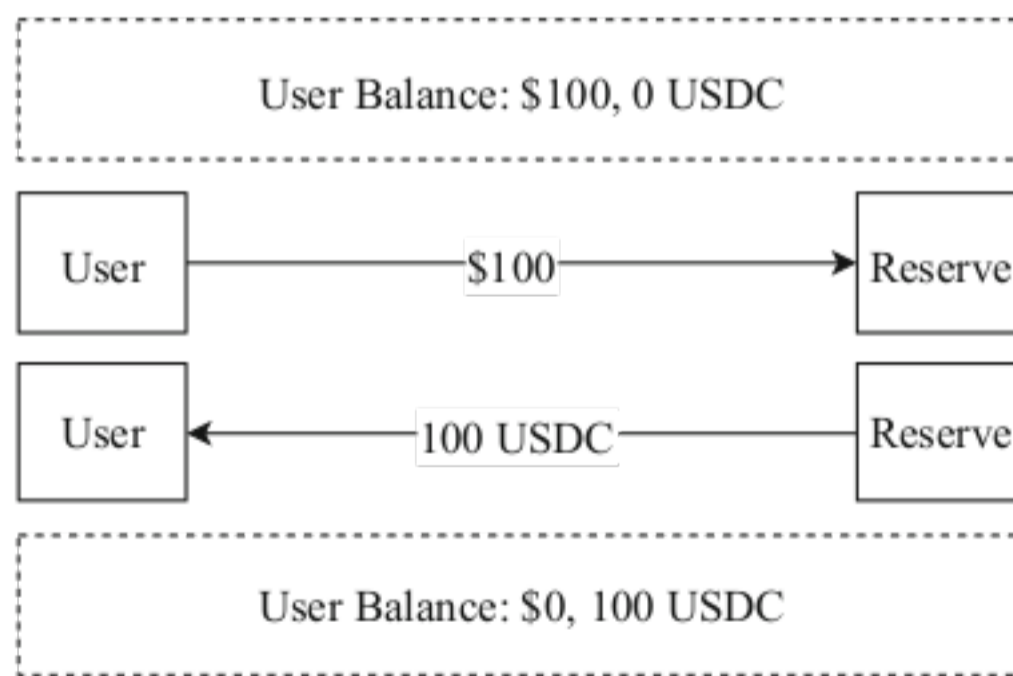 User Balance: $100, 0 USDC
User
$100
Reserve
User
100 USDC
Reserve
User Balance: $0, 100 USDC